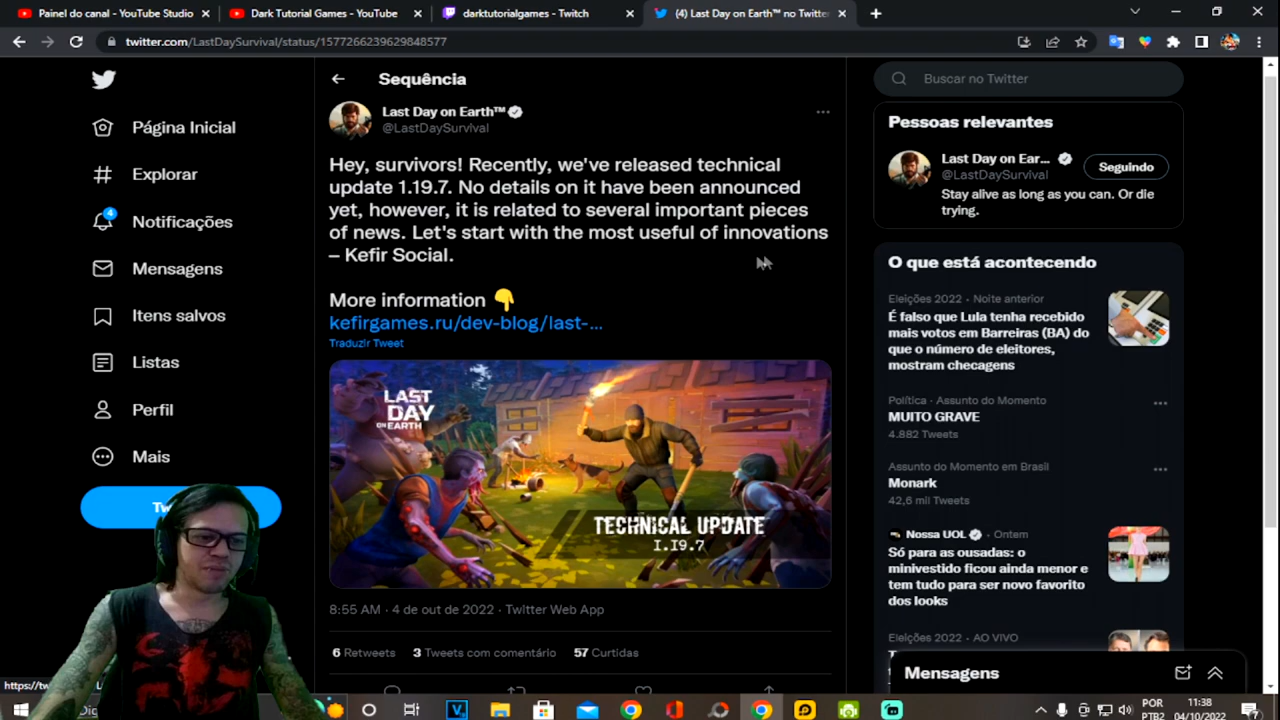 Painel do canal - YouTube Studio
Dark Tutorial Games - YouTube
darktutorialgames - Twitch
(4) Last Day on Earth™ no Twitte
twitter.com/LastDaySurvival/status/1577266239629848577
Página Inicial
Explorar
4
Notificações
Mensagens
Itens salvos
Listas
Perfil
Mais
Sequência
Last Day on Earth™
@LastDaySurvival
Hey, survivors! Recently, we've released technical
update 1.19.7. No details on it have been announced
yet, however, it is related to several important pieces
of news. Let's start with the most useful of innovations
– Kefir Social.
More information 👇
kefirgames.ru/dev-blog/last-...
Traduzir Tweet
LAST
DAY
ON EARTH
TECHNICAL UPDATE
1.19.7
8:55 AM · 4 de out de 2022 · Twitter Web App
6 Retweets
3 Tweets com comentário
57 Curtidas
Buscar no Twitter
Pessoas relevantes
Last Day on Ear...
@LastDaySurvival
Seguindo
Stay alive as long as you can. Or die
trying.
O que está acontecendo
Eleições 2022 · Noite anterior
É falso que Lula tenha recebido
mais votos em Barreiras (BA) do
que o número de eleitores,
mostram checagens
Política · Assunto do Momento
MUITO GRAVE
4.882 Tweets
Assunto do Momento em Brasil
Monark
42,6 mil Tweets
Nossa UOL · Ontem
Só para as ousadas: o
minivestido ficou ainda menor e
tem tudo para ser novo favorito
dos looks
Eleições 2022 · AO VIVO
Mensagens
https://tw
POR
PTB2
11:38
04/10/2022
7